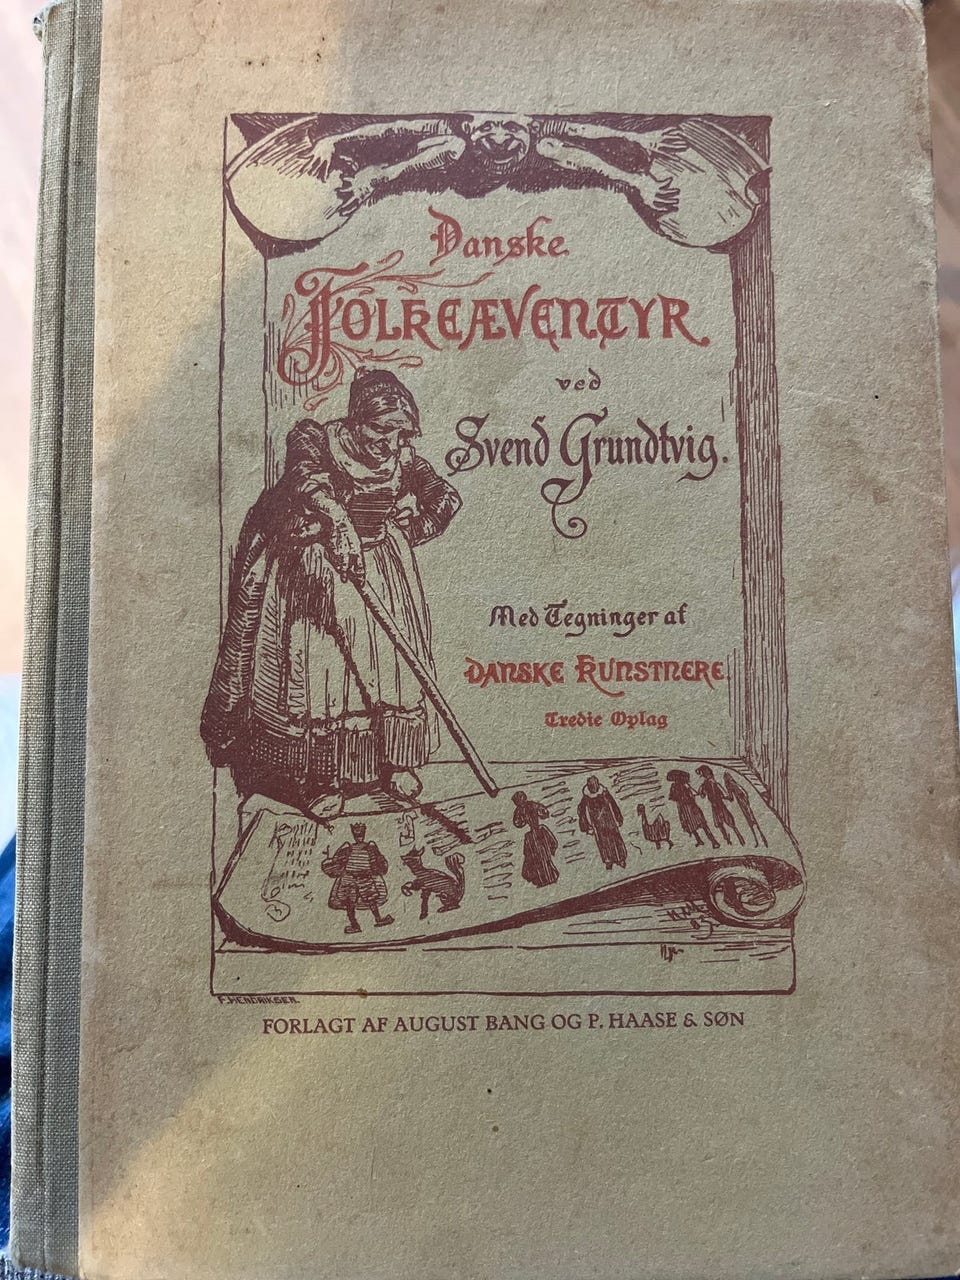 Danske
FOLKEÆVENTYR
ved
Svend Grundtvig.
Med Tegninger af
DANSKE KUNSTNERE.
Tredie Oplag
F. HENDRIKSEN.
FORLAGT AF AUGUST BANG OG P. HAASE & SØN